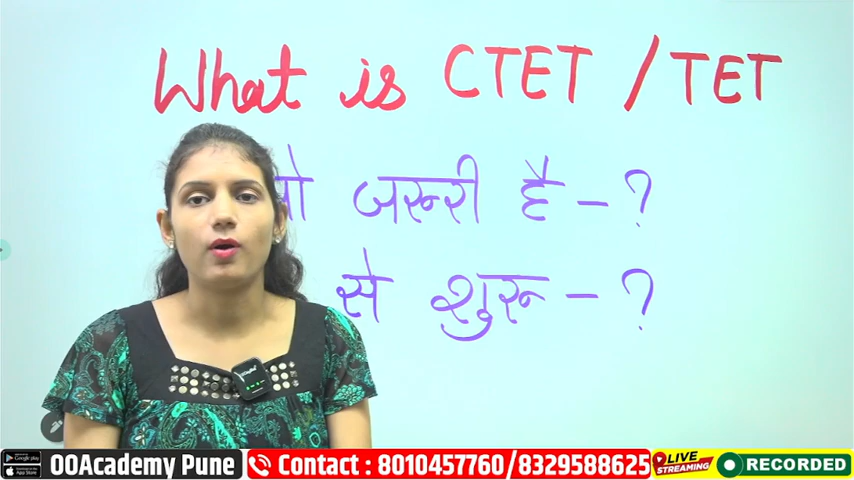 What is CTET / TET
जरुरी है - ?
से शुरू - ?
OOAcademy Pune
Contact : 8010457760/8329588625
LIVE
STREAMING
RECORDED